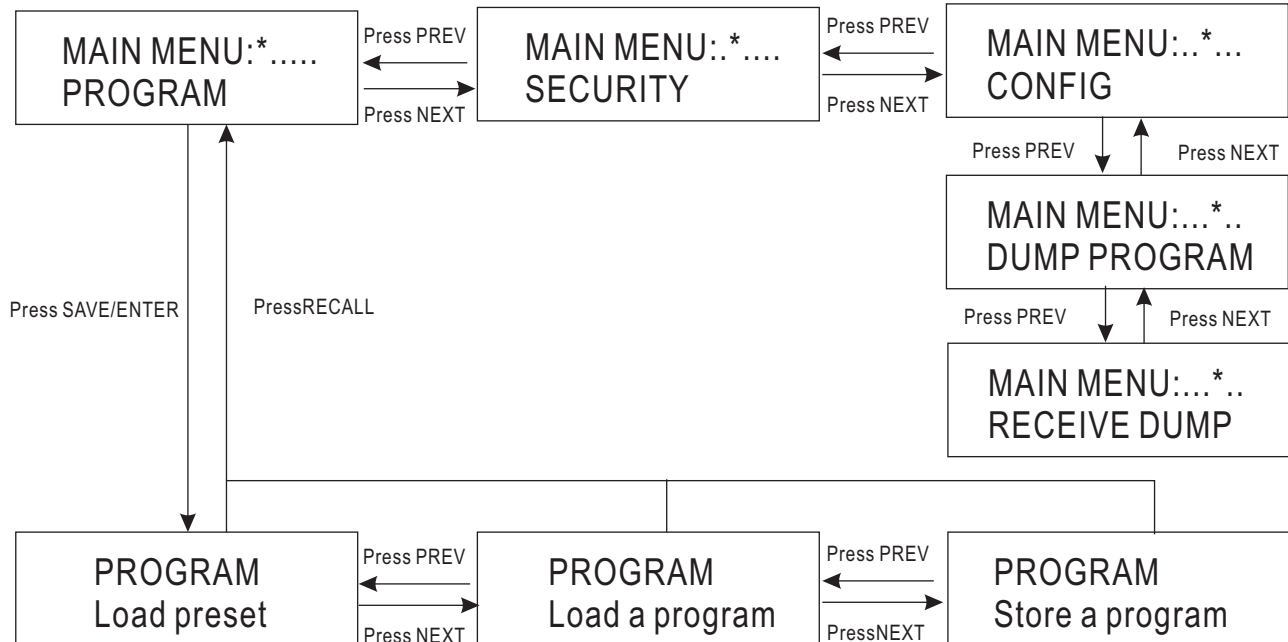 MAIN MENU:*.....
PROGRAM
Press PREV
Press NEXT
MAIN MENU:.*....
SECURITY
Press PREV
Press NEXT
MAIN MENU:..*...
CONFIG
Press PREV
Press NEXT
MAIN MENU:...*..
DUMP PROGRAM
Press PREV
Press NEXT
MAIN MENU:...*..
RECEIVE DUMP
Press SAVE/ENTER
PressRECALL
PROGRAM
Load preset
Press PREV
Press NEXT
PROGRAM
Load a program
Press PREV
PressNEXT
PROGRAM
Store a program